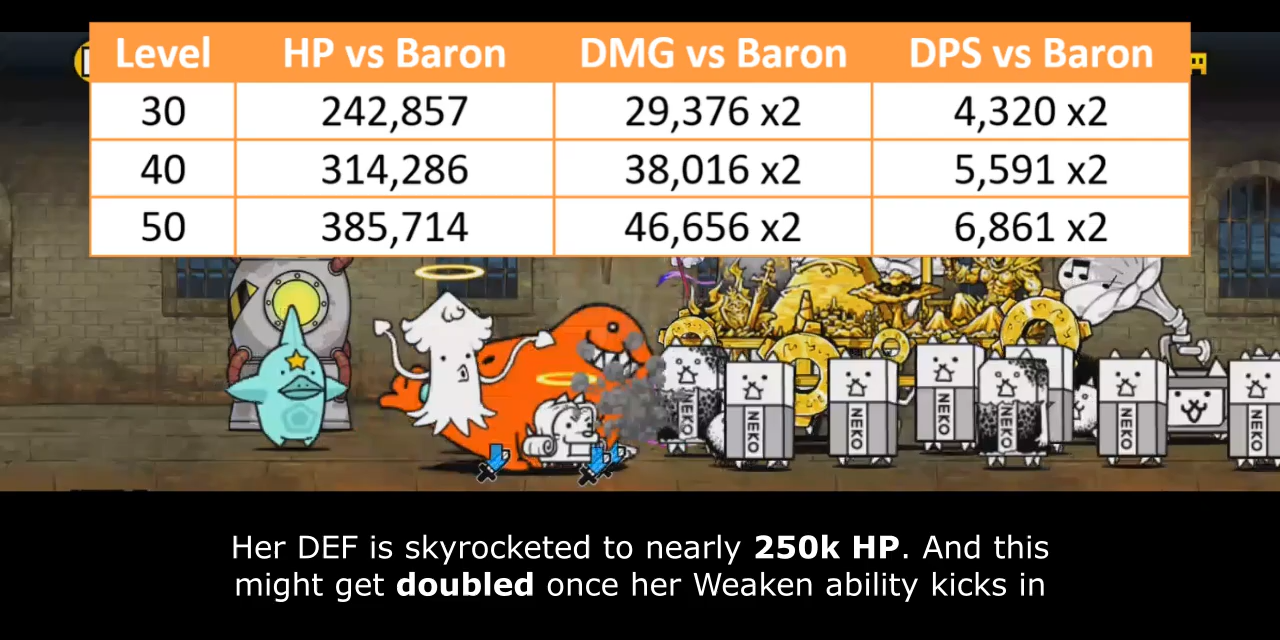 Level HP vs Baron DMG vs Baron DPS vs Baron
30 242,857 29,376 x2 4,320 x2
40 314,286 38,016 x2 5,591 x2
50 385,714 46,656 x2 6,861 x2
NEKO NEKO NEKO NEKO NEKO NEKO NEKO
Her DEF is skyrocketed to nearly 250k HP. And this
might get doubled once her Weaken ability kicks in